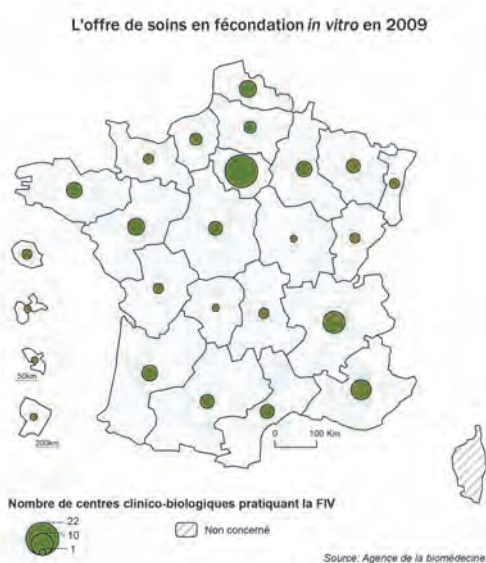 L'offre de soins en fécondation in vitro en 2009
50km
200km
0 100 Km
Nombre de centres clinico-biologiques pratiquant la FIV
22
10
1
Non concerné
Source: Agence de la biomédecine